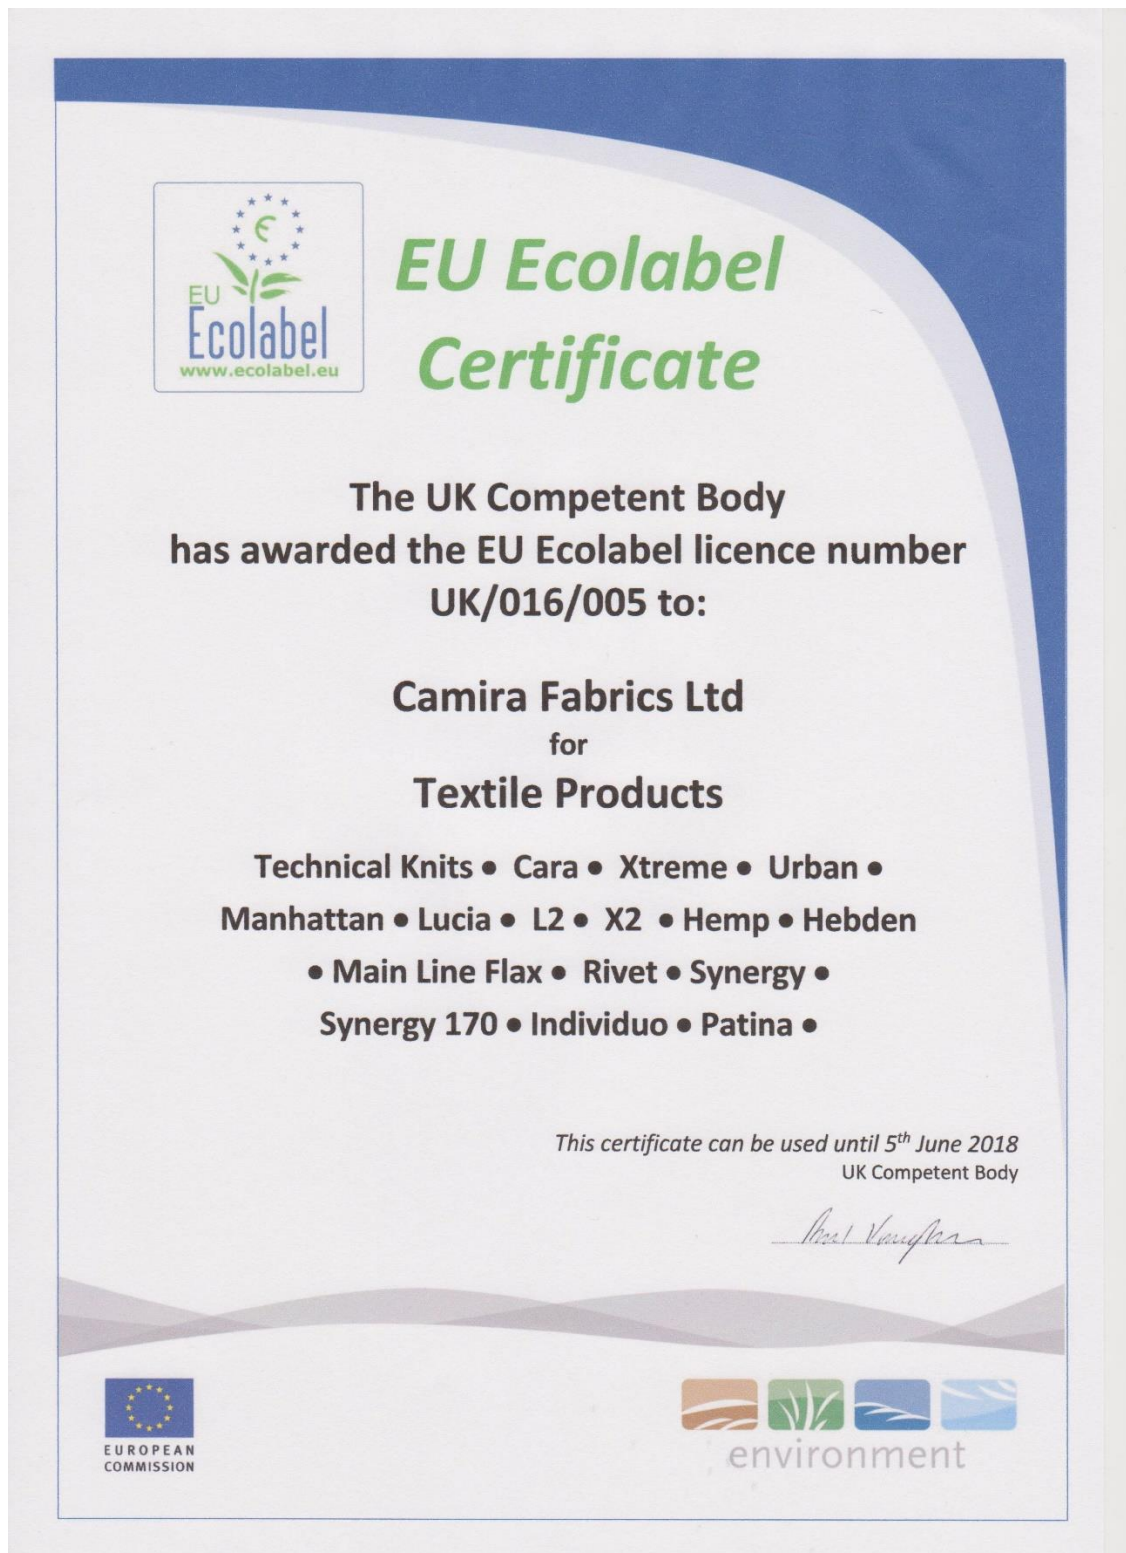 EU
Ecolabel
www.ecolabel.eu
EU Ecolabel
Certificate
The UK Competent Body
has awarded the EU Ecolabel licence number
UK/016/005 to:
Camira Fabrics Ltd
for
Textile Products
Technical Knits ● Cara ● Xtreme ● Urban ●
Manhattan ● Lucia ● L2 ● X2 ● Hemp ● Hebden
● Main Line Flax ● Rivet ● Synergy ●
Synergy 170 ● Individuo ● Patina ●
This certificate can be used until 5th June 2018
UK Competent Body
EUROPEAN
COMMISSION
environment